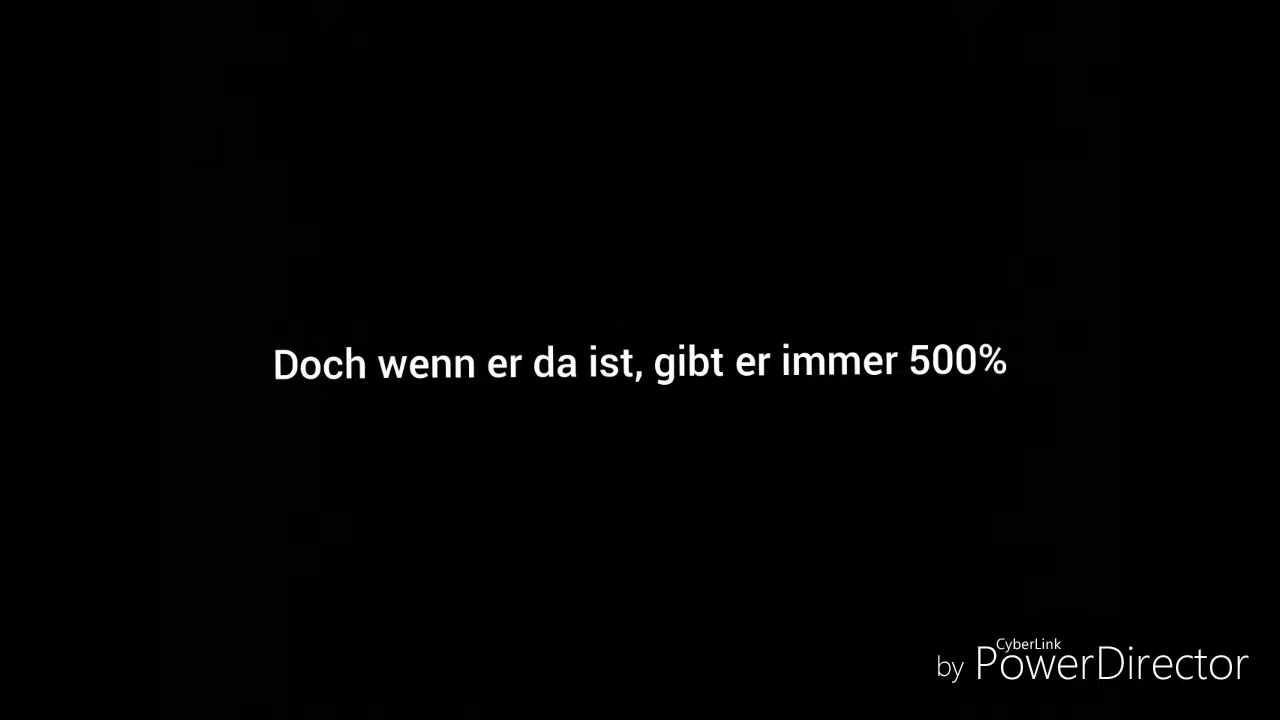 Doch wenn er da ist, gibt er immer 500%
CyberLink
by PowerDirector